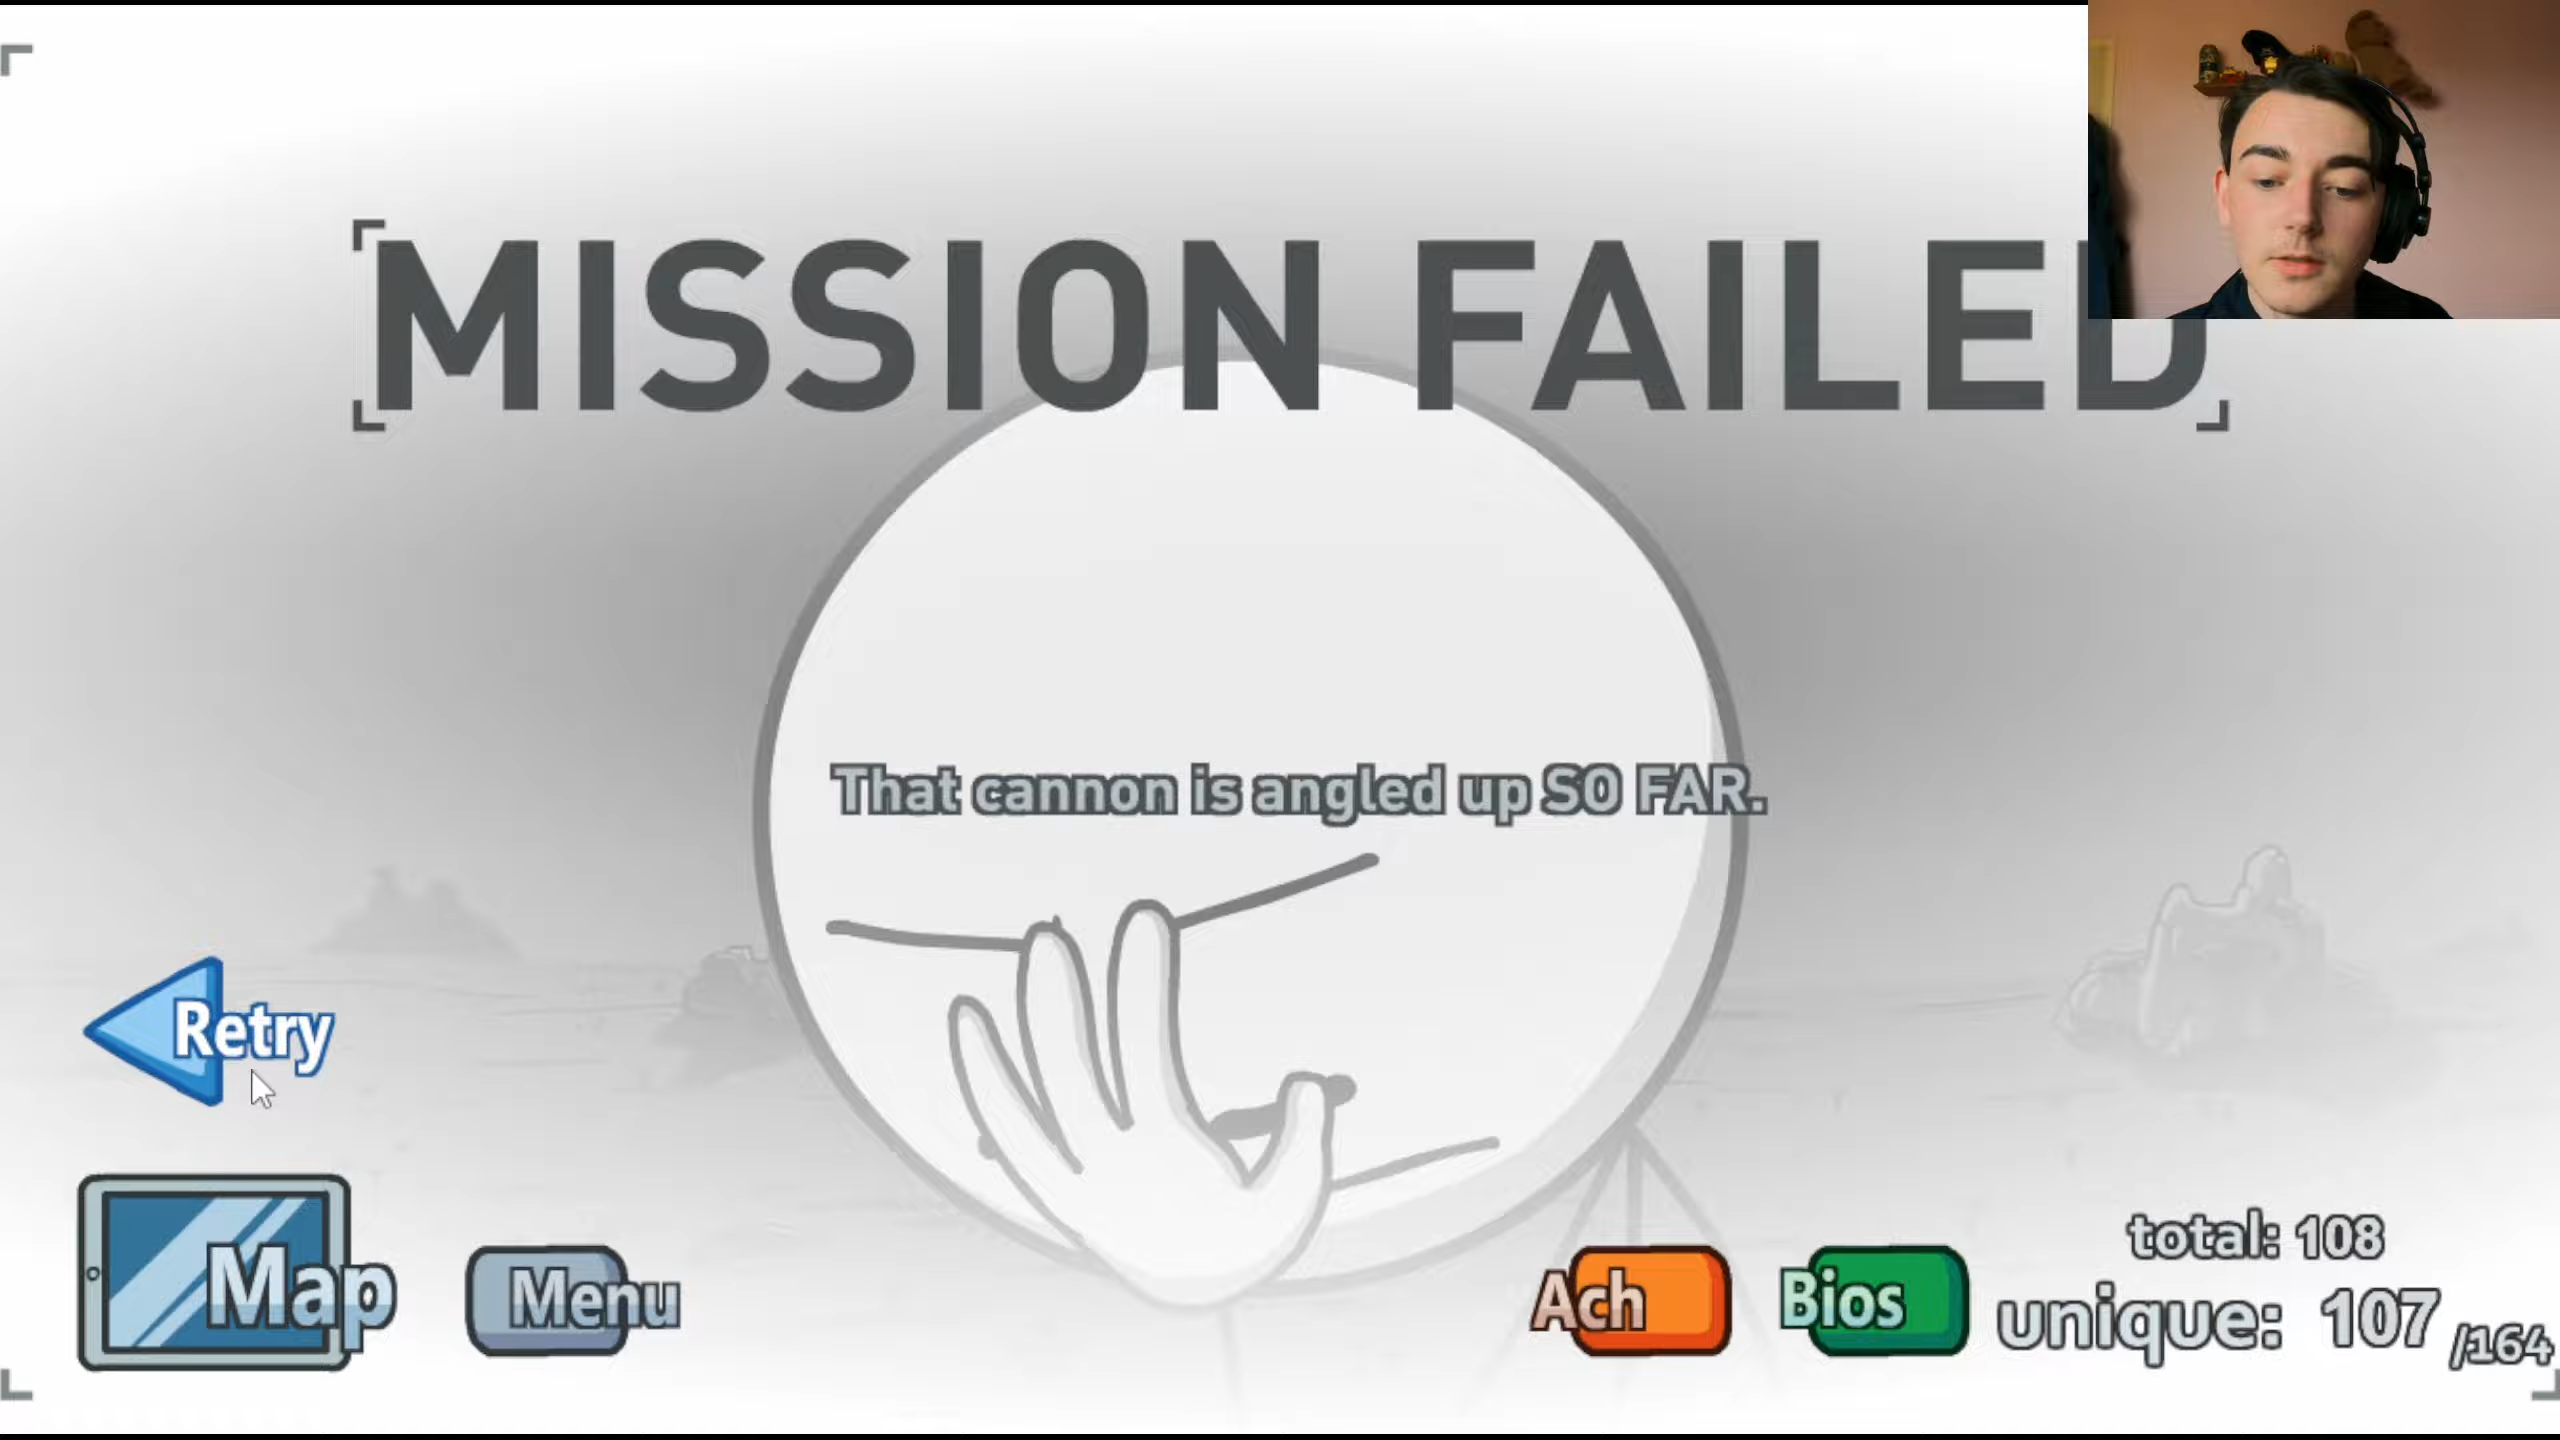 MISSION FAILED
That cannon is angled up SO FAR.
Retry
Map
Menu
Ach
Bios
total: 108
unique: 107 /164